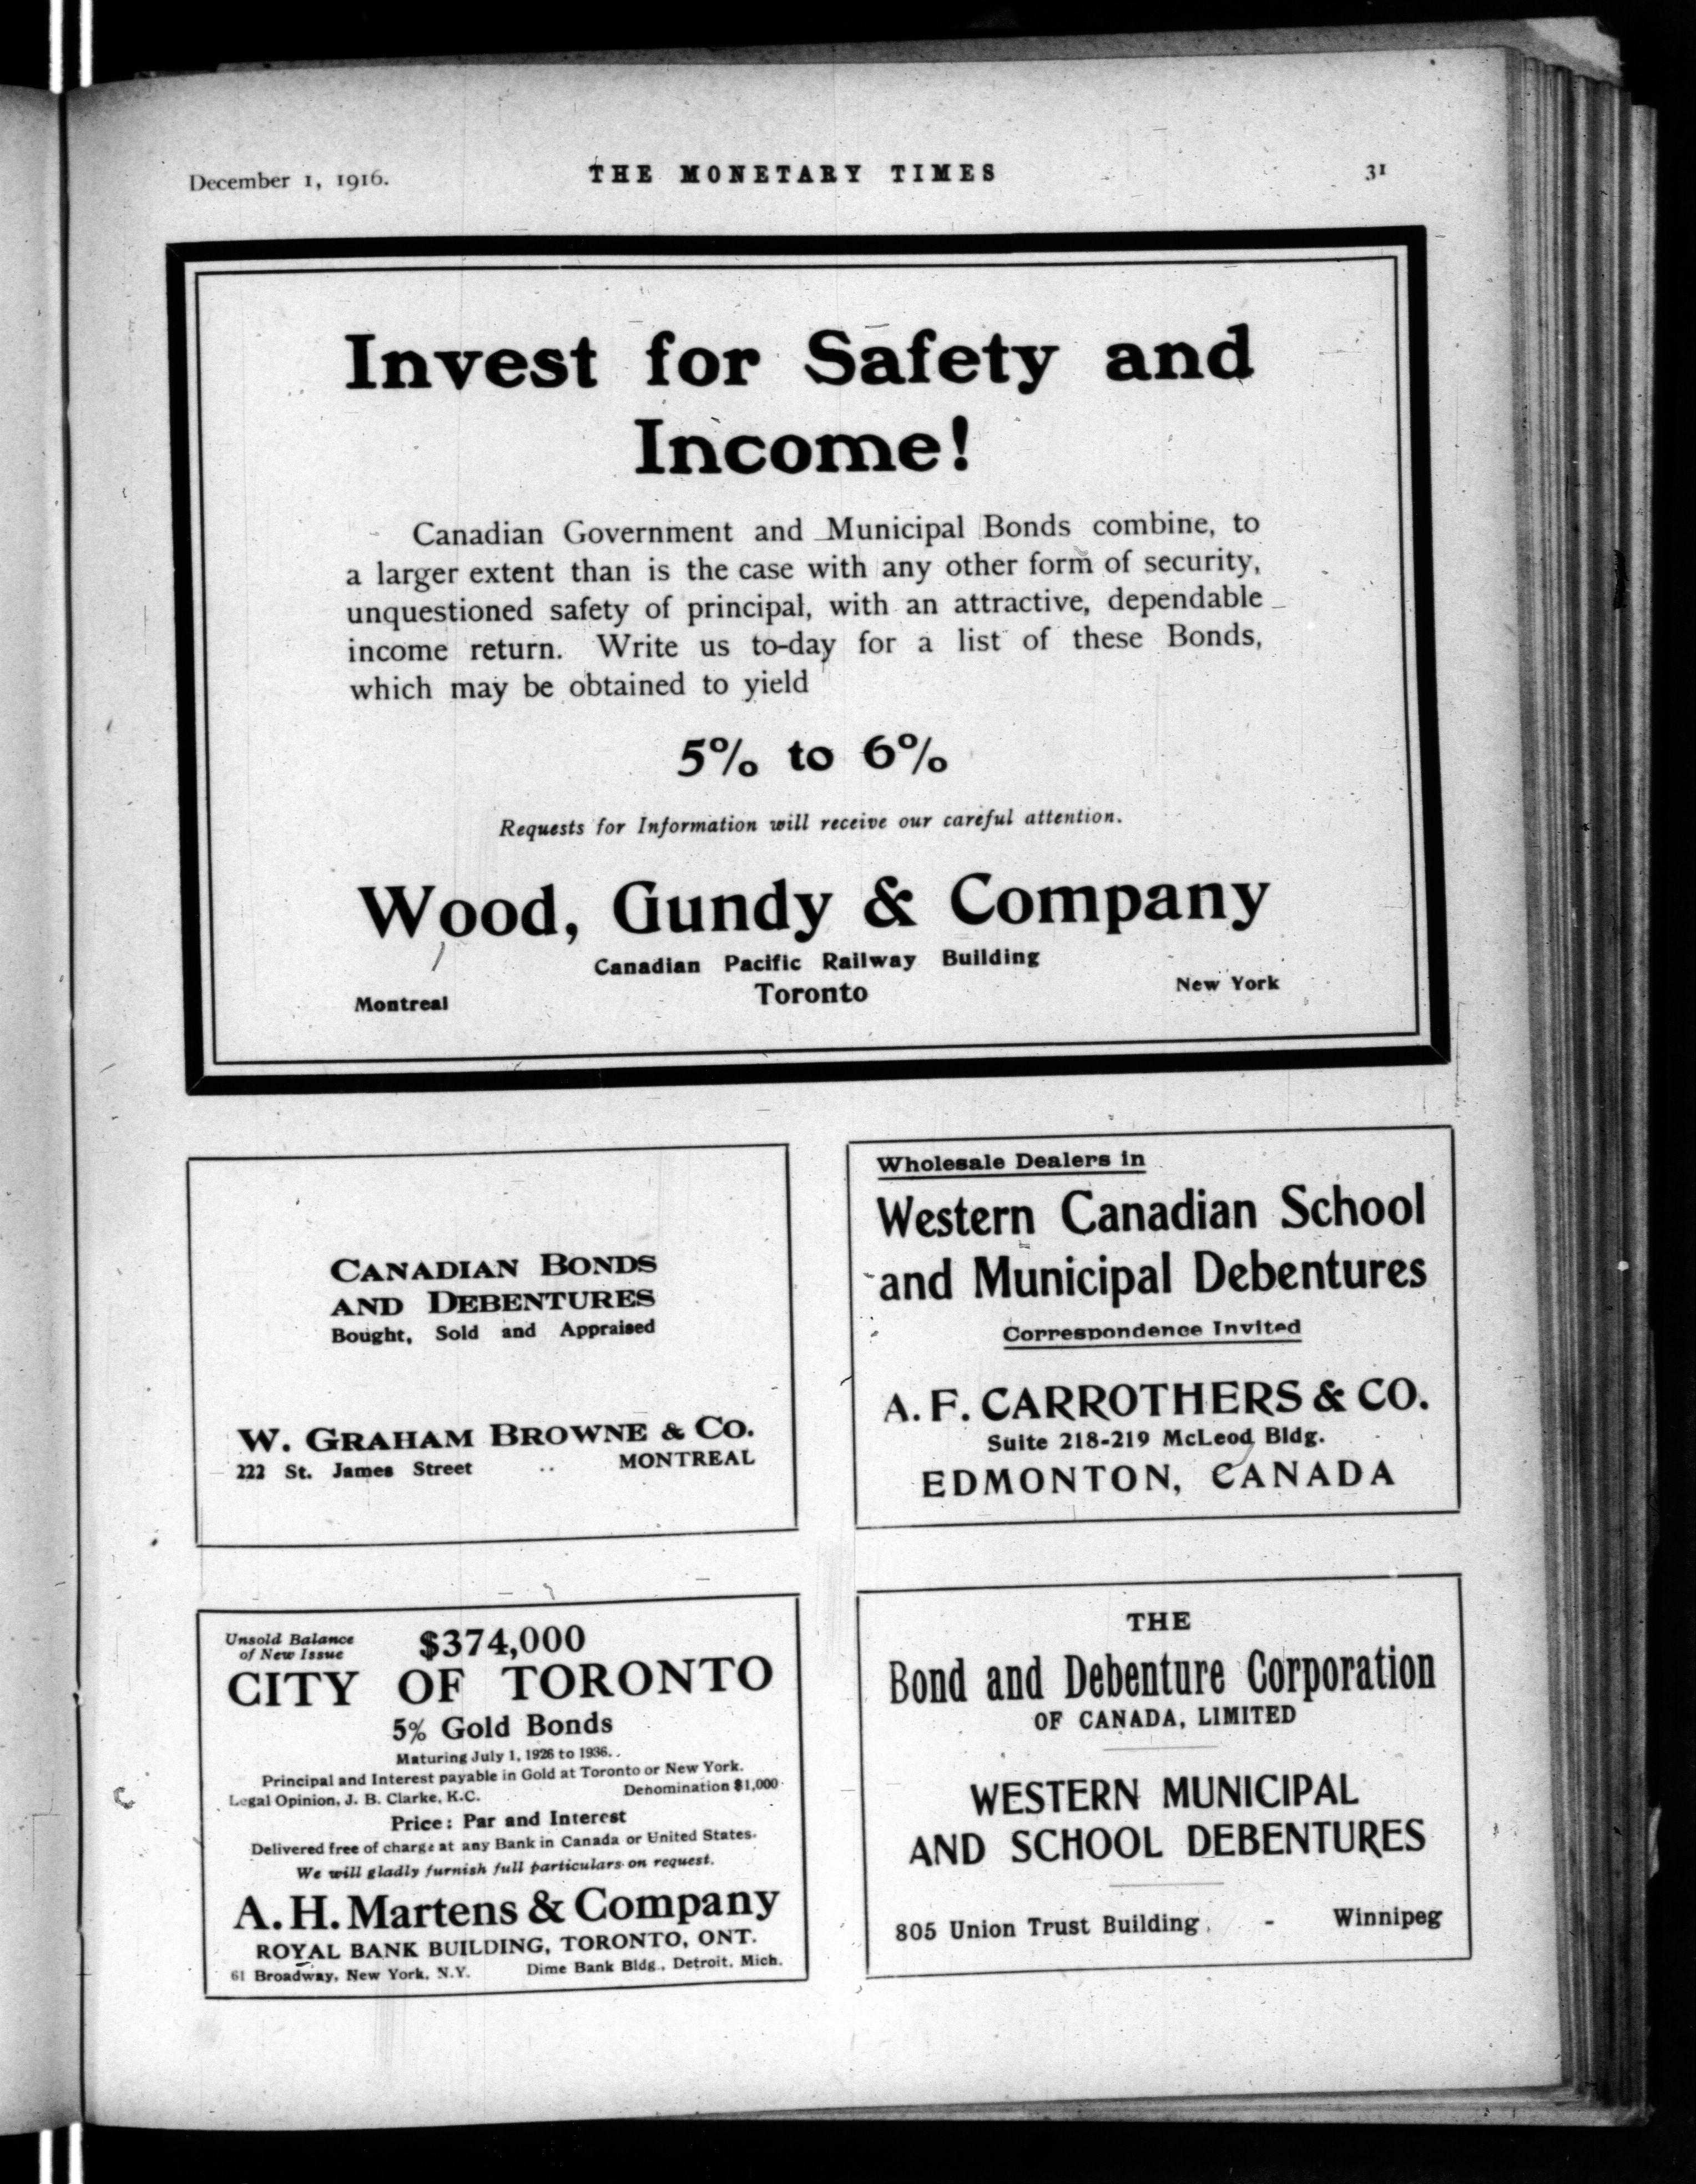 December 1, 1916.
THE MONETARY TIMES
31
Invest for Safety and
Income!
Canadian Government and Municipal Bonds combine, to
a larger extent than is the case with any other form of security,
unquestioned safety of principal, with an attractive, dependable
income return. Write us to-day for a list of these Bonds,
which may be obtained to yield
5% to 6%
Requests for Information will receive our careful attention.
Wood, Gundy & Company
Canadian Pacific Railway Building
Montreal
Toronto
New York
CANADIAN BONDS
AND DEBENTURES
Bought, Sold and Appraised
W. GRAHAM BROWNE & CO.
222 St. James Street .. MONTREAL
Wholesale Dealers in
Western Canadian School
and Municipal Debentures
Correspondence Invited
A. F. CARROTHERS & CO.
Suite 218-219 McLeod Bldg.
EDMONTON, CANADA
Unsold Balance
of New Issue
$374,000
CITY OF TORONTO
5% Gold Bonds
Maturing July 1, 1926 to 1936.
Principal and Interest payable in Gold at Toronto or New York.
Legal Opinion, J. B. Clarke, K.C. Denomination $1,000
Price: Par and Interest
Delivered free of charge at any Bank in Canada or United States.
We will gladly furnish full particulars on request.
A. H. Martens & Company
ROYAL BANK BUILDING, TORONTO, ONT.
61 Broadway, New York, N.Y. Dime Bank Bldg., Detroit, Mich.
THE
Bond and Debenture Corporation
OF CANADA, LIMITED
WESTERN MUNICIPAL
AND SCHOOL DEBENTURES
805 Union Trust Building - Winnipeg